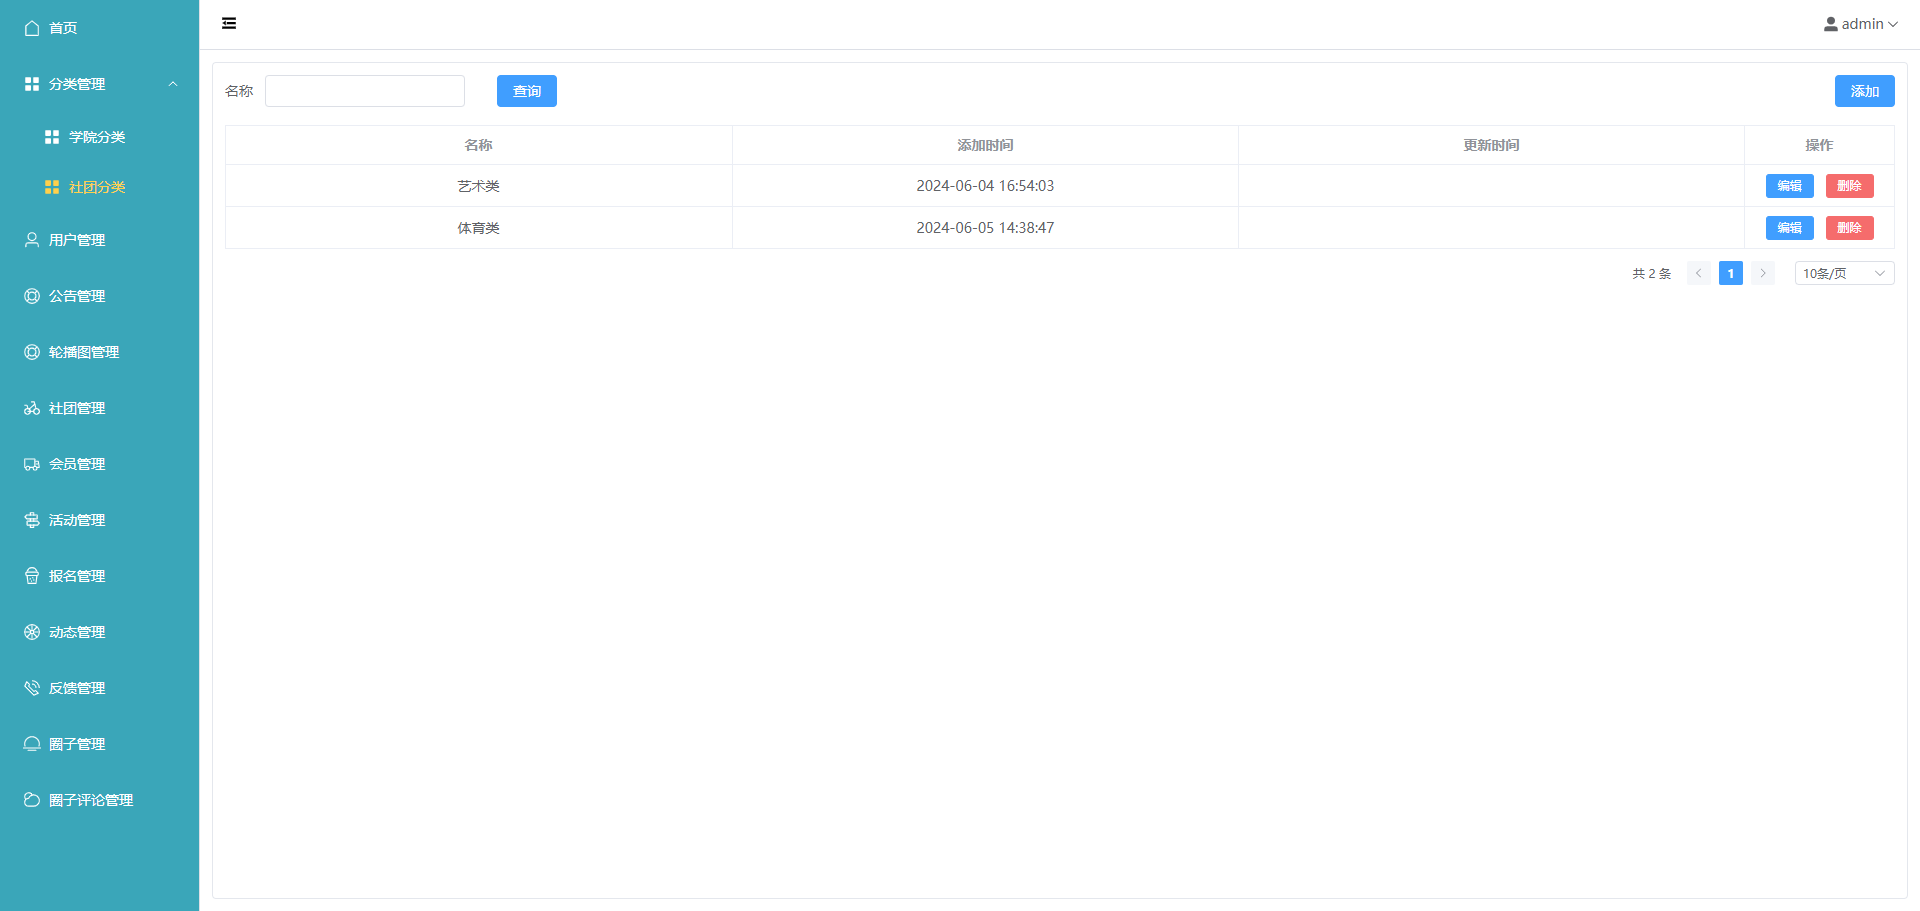 首页
分类管理
学院分类
社团分类
用户管理
公告管理
轮播图管理
社团管理
会员管理
活动管理
报名管理
动态管理
反馈管理
圈子管理
圈子评论管理
admin
名称 查询 添加
名称 添加时间 更新时间 操作
艺术类 2024-06-04 16:54:03 编辑 删除
体育类 2024-06-05 14:38:47 编辑 删除
共 2 条 1 10条/页